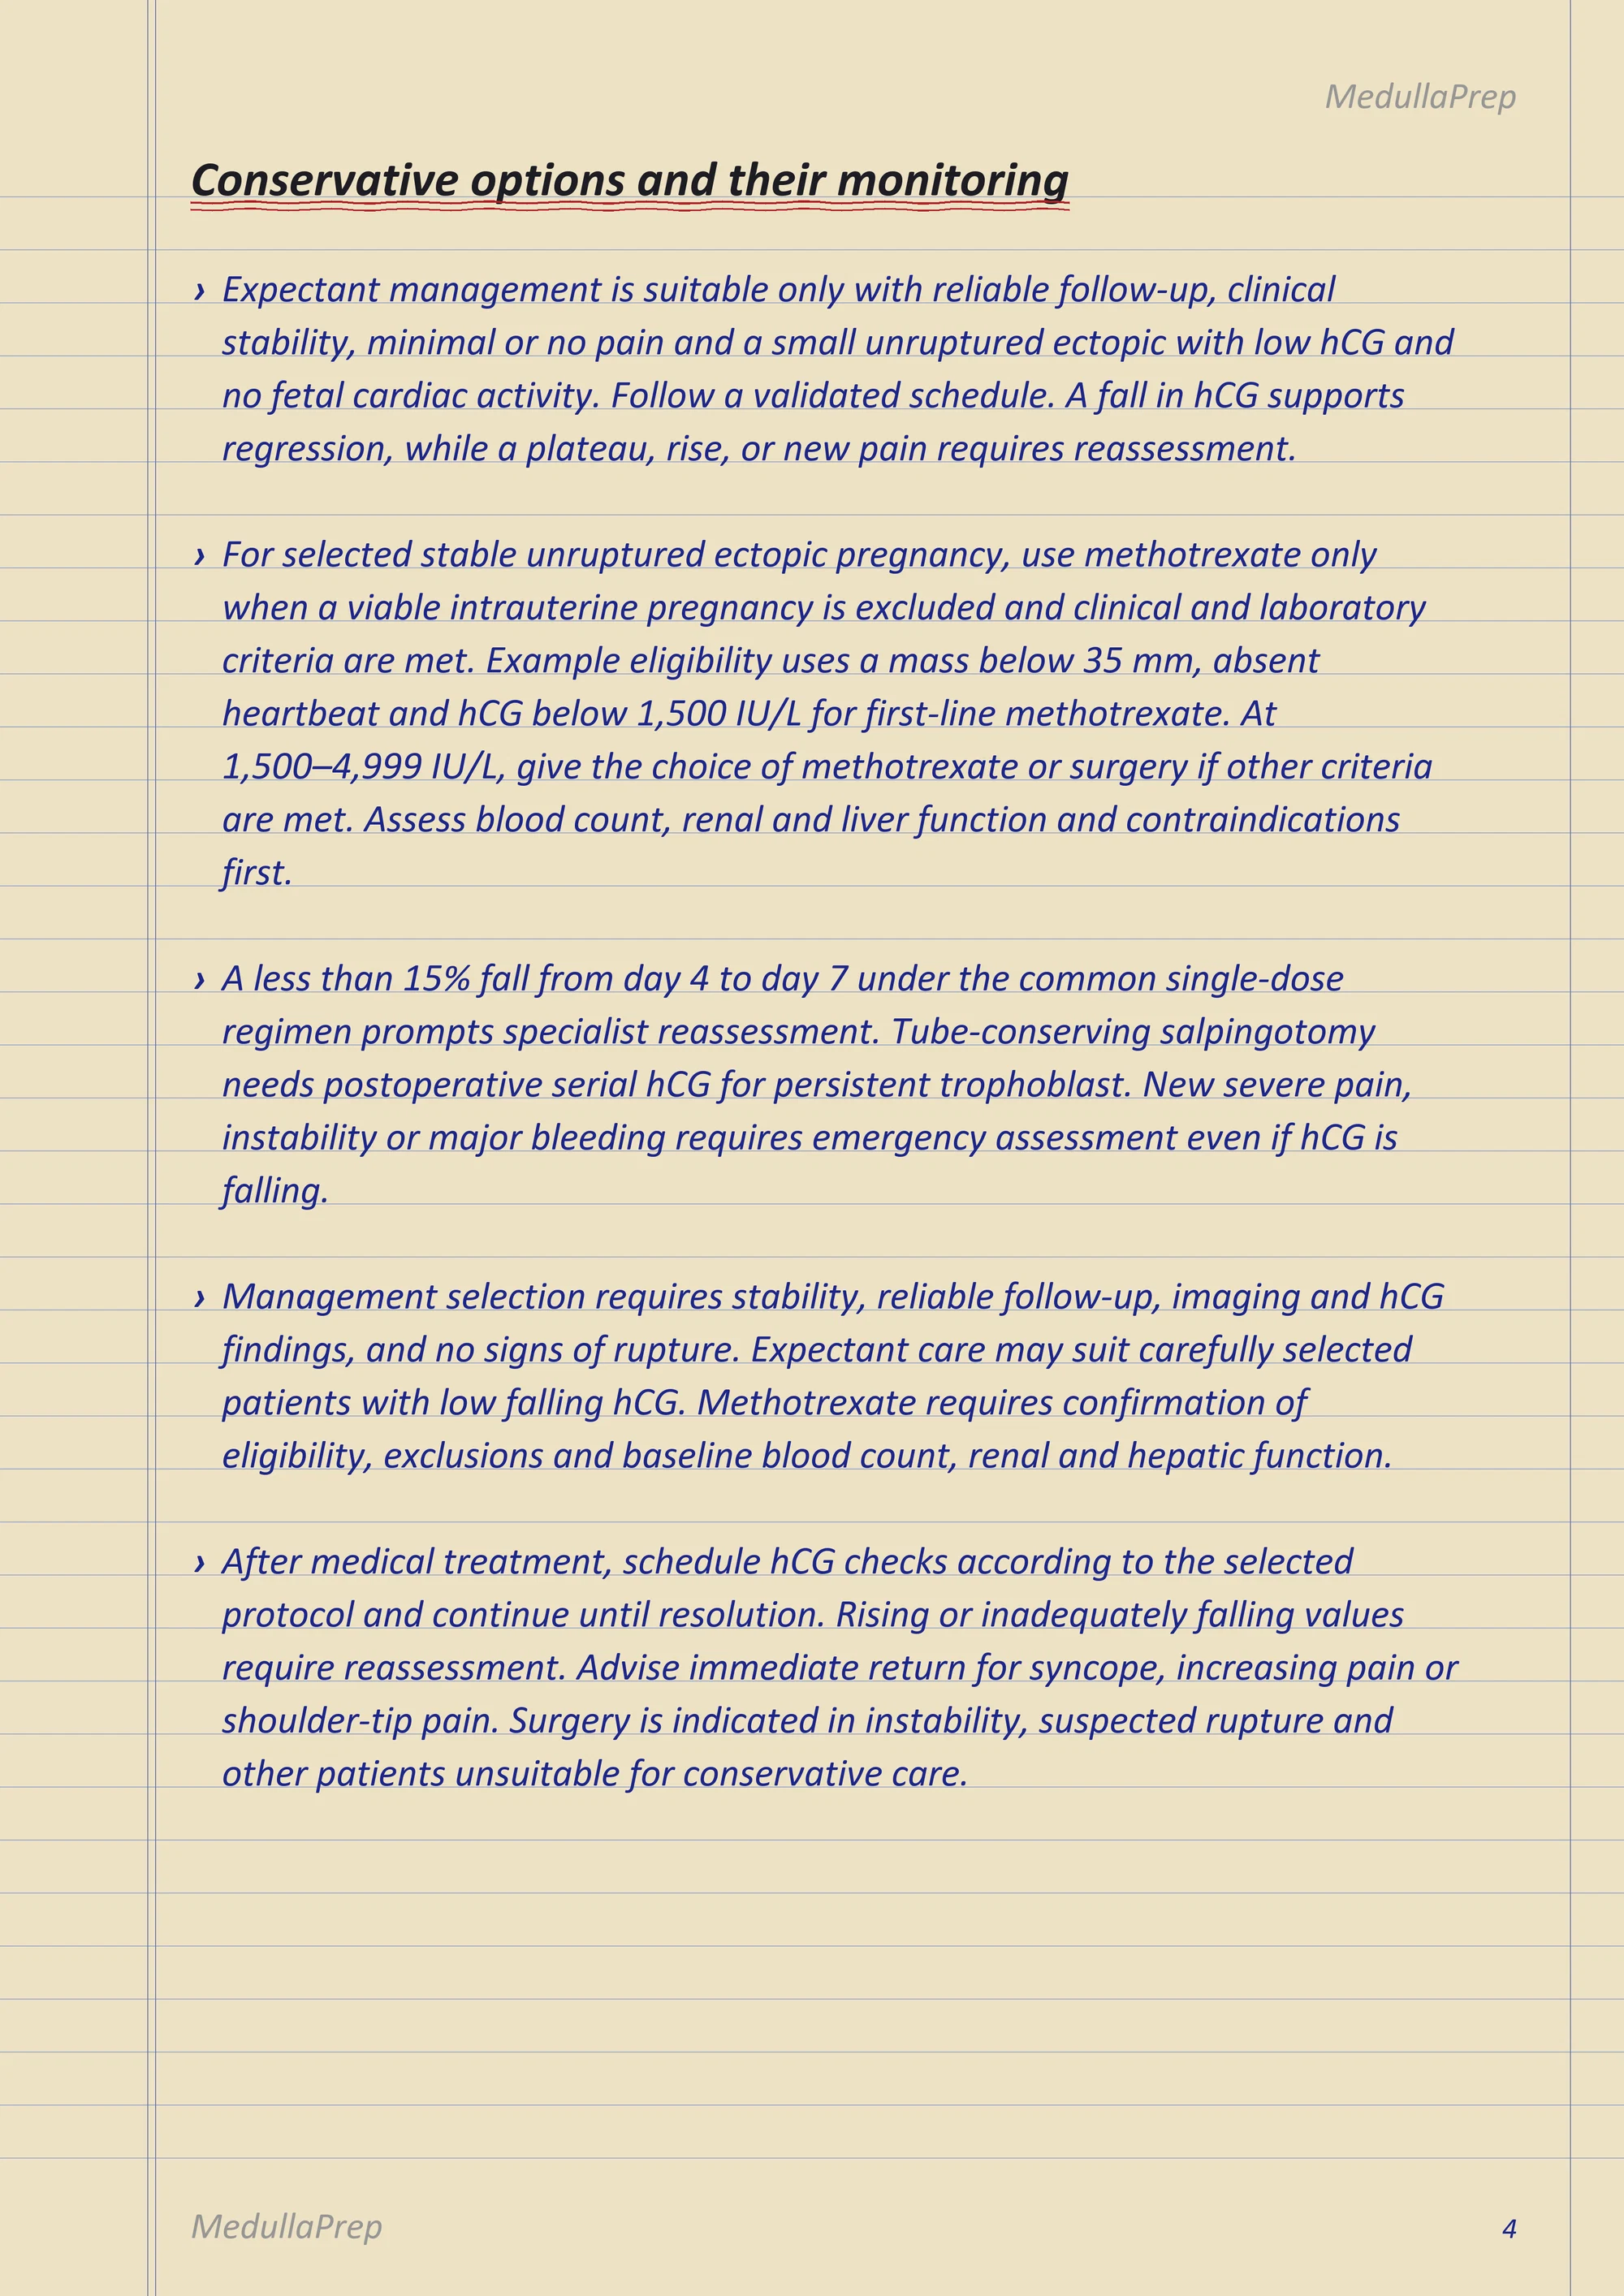 MedullaPrep
Conservative options and their monitoring
› Expectant management is suitable only with reliable follow-up, clinical
stability, minimal or no pain and a small unruptured ectopic with low hCG and
no fetal cardiac activity. Follow a validated schedule. A fall in hCG supports
regression, while a plateau, rise, or new pain requires reassessment.
› For selected stable unruptured ectopic pregnancy, use methotrexate only
when a viable intrauterine pregnancy is excluded and clinical and laboratory
criteria are met. Example eligibility uses a mass below 35 mm, absent
heartbeat and hCG below 1,500 IU/L for first-line methotrexate. At
1,500–4,999 IU/L, give the choice of methotrexate or surgery if other criteria
are met. Assess blood count, renal and liver function and contraindications
first.
› A less than 15% fall from day 4 to day 7 under the common single-dose
regimen prompts specialist reassessment. Tube-conserving salpingotomy
needs postoperative serial hCG for persistent trophoblast. New severe pain,
instability or major bleeding requires emergency assessment even if hCG is
falling.
› Management selection requires stability, reliable follow-up, imaging and hCG
findings, and no signs of rupture. Expectant care may suit carefully selected
patients with low falling hCG. Methotrexate requires confirmation of
eligibility, exclusions and baseline blood count, renal and hepatic function.
› After medical treatment, schedule hCG checks according to the selected
protocol and continue until resolution. Rising or inadequately falling values
require reassessment. Advise immediate return for syncope, increasing pain or
shoulder-tip pain. Surgery is indicated in instability, suspected rupture and
other patients unsuitable for conservative care.
MedullaPrep
4